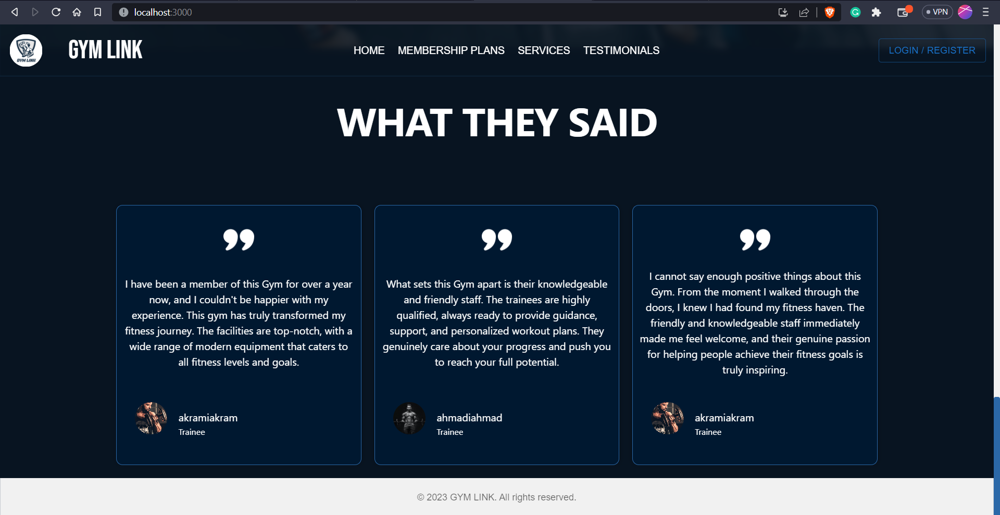 localhost:3000
VPN
GYM LINK
GYM LINK
HOME MEMBERSHIP PLANS SERVICES TESTIMONIALS
LOGIN / REGISTER
WHAT THEY SAID
”
I have been a member of this Gym for over a year
now, and I couldn't be happier with my
experience. This gym has truly transformed my
fitness journey. The facilities are top-notch, with a
wide range of modern equipment that caters to
all fitness levels and goals.
akramiakram
Trainee
”
What sets this Gym apart is their knowledgeable
and friendly staff. The trainees are highly
qualified, always ready to provide guidance,
support, and personalized workout plans. They
genuinely care about your progress and push you
to reach your full potential.
ahmadiahmad
Trainee
”
I cannot say enough positive things about this
Gym. From the moment I walked through the
doors, I knew I had found my fitness haven. The
friendly and knowledgeable staff immediately
made me feel welcome, and their genuine passion
for helping people achieve their fitness goals is
truly inspiring.
akramiakram
Trainee
© 2023 GYM LINK. All rights reserved.